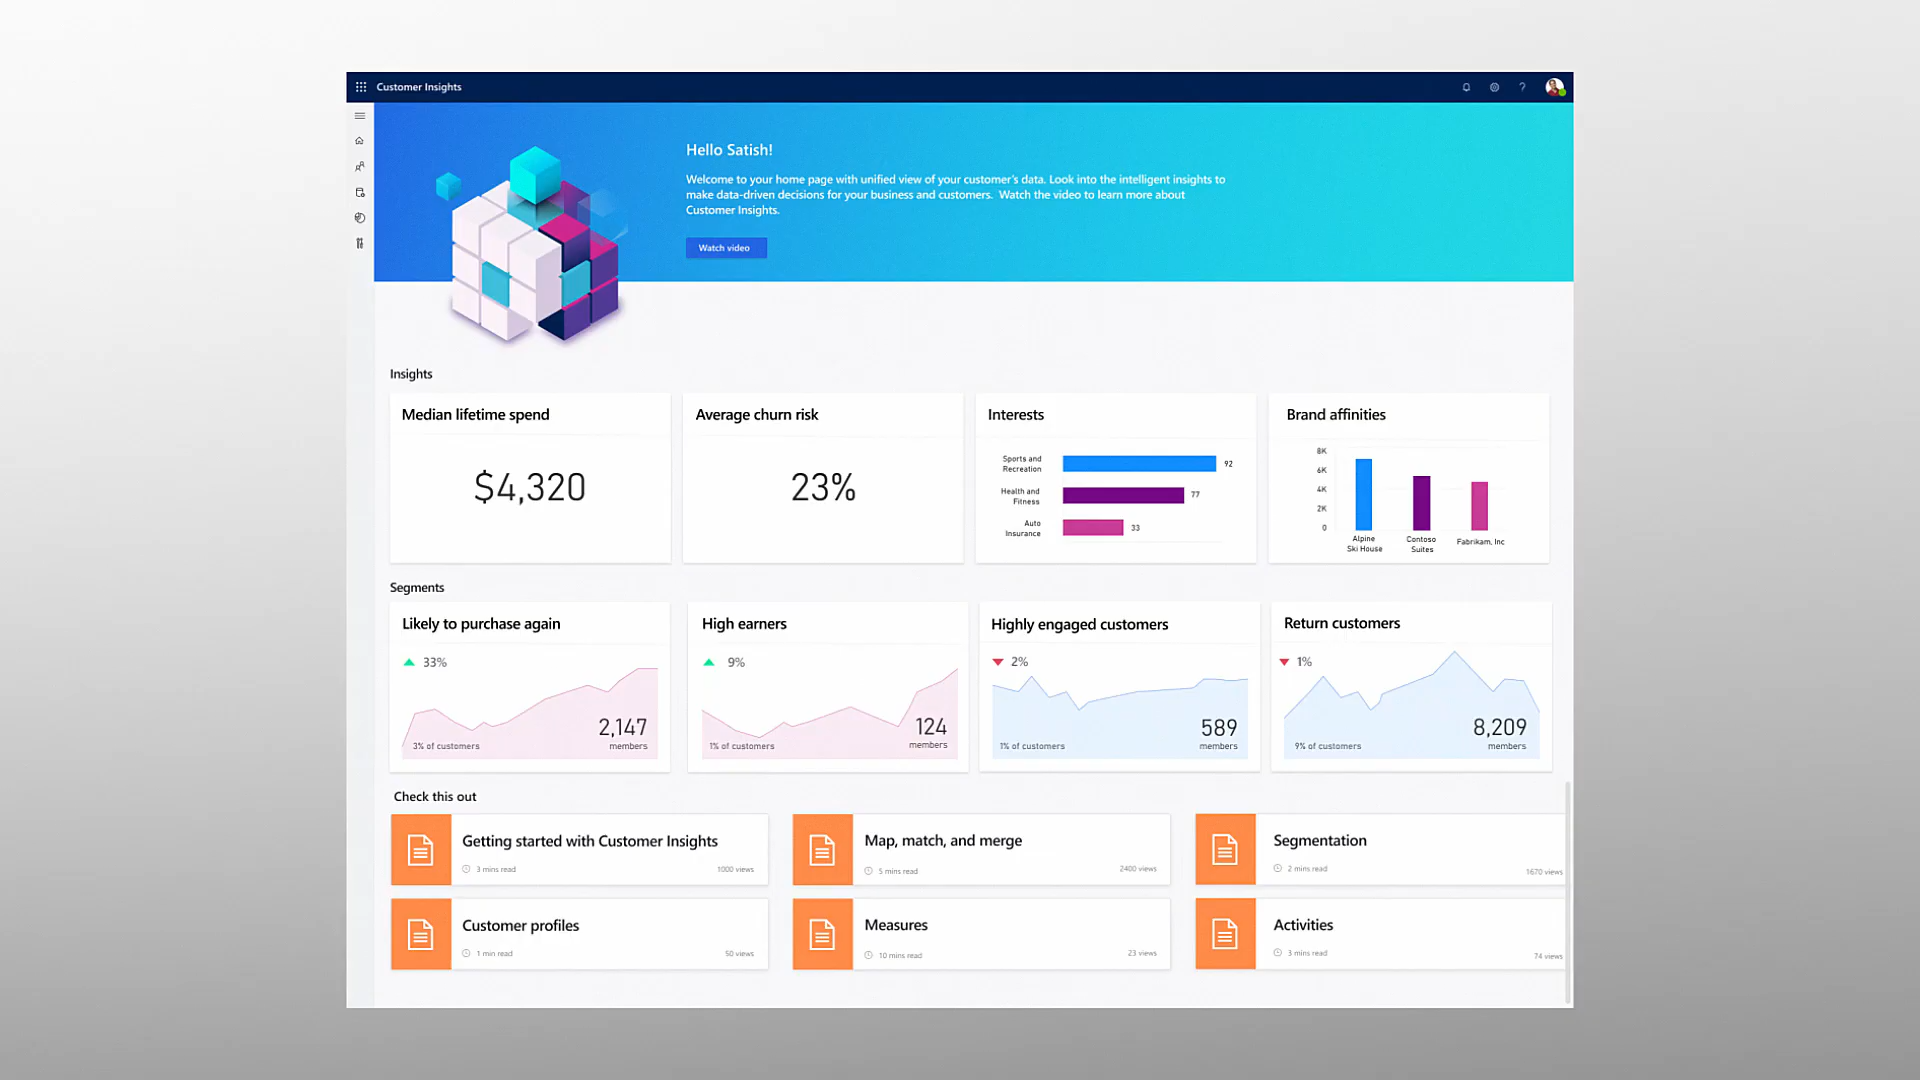 Customer Insights
?
Hello Satish!
Welcome to your home page with unified view of your customer's data. Look into the intelligent insights to
make data-driven decisions for your business and customers. Watch the video to learn more about
Customer Insights.
Watch video
Insights
Median lifetime spend
$4,320
Average churn risk
23%
Interests
Sports and
Recreation
92
Health and
Fitness
77
Auto
Insurance
33
Brand affinities
8K
6K
4K
2K
0
Alpine
Ski House
Contoso
Suites
Fabrikam, Inc
Segments
Likely to purchase again
33%
2,147
3% of customers
members
High earners
9%
124
1% of customers
members
Highly engaged customers
2%
589
1% of customers
members
Return customers
1%
8,209
9% of customers
members
Check this out
Getting started with Customer Insights
3 mins read
1000 views
Map, match, and merge
5 mins read
2400 views
Segmentation
2 mins read
1670 views
Customer profiles
1 min read
50 views
Measures
10 mins read
23 views
Activities
3 mins read
74 views